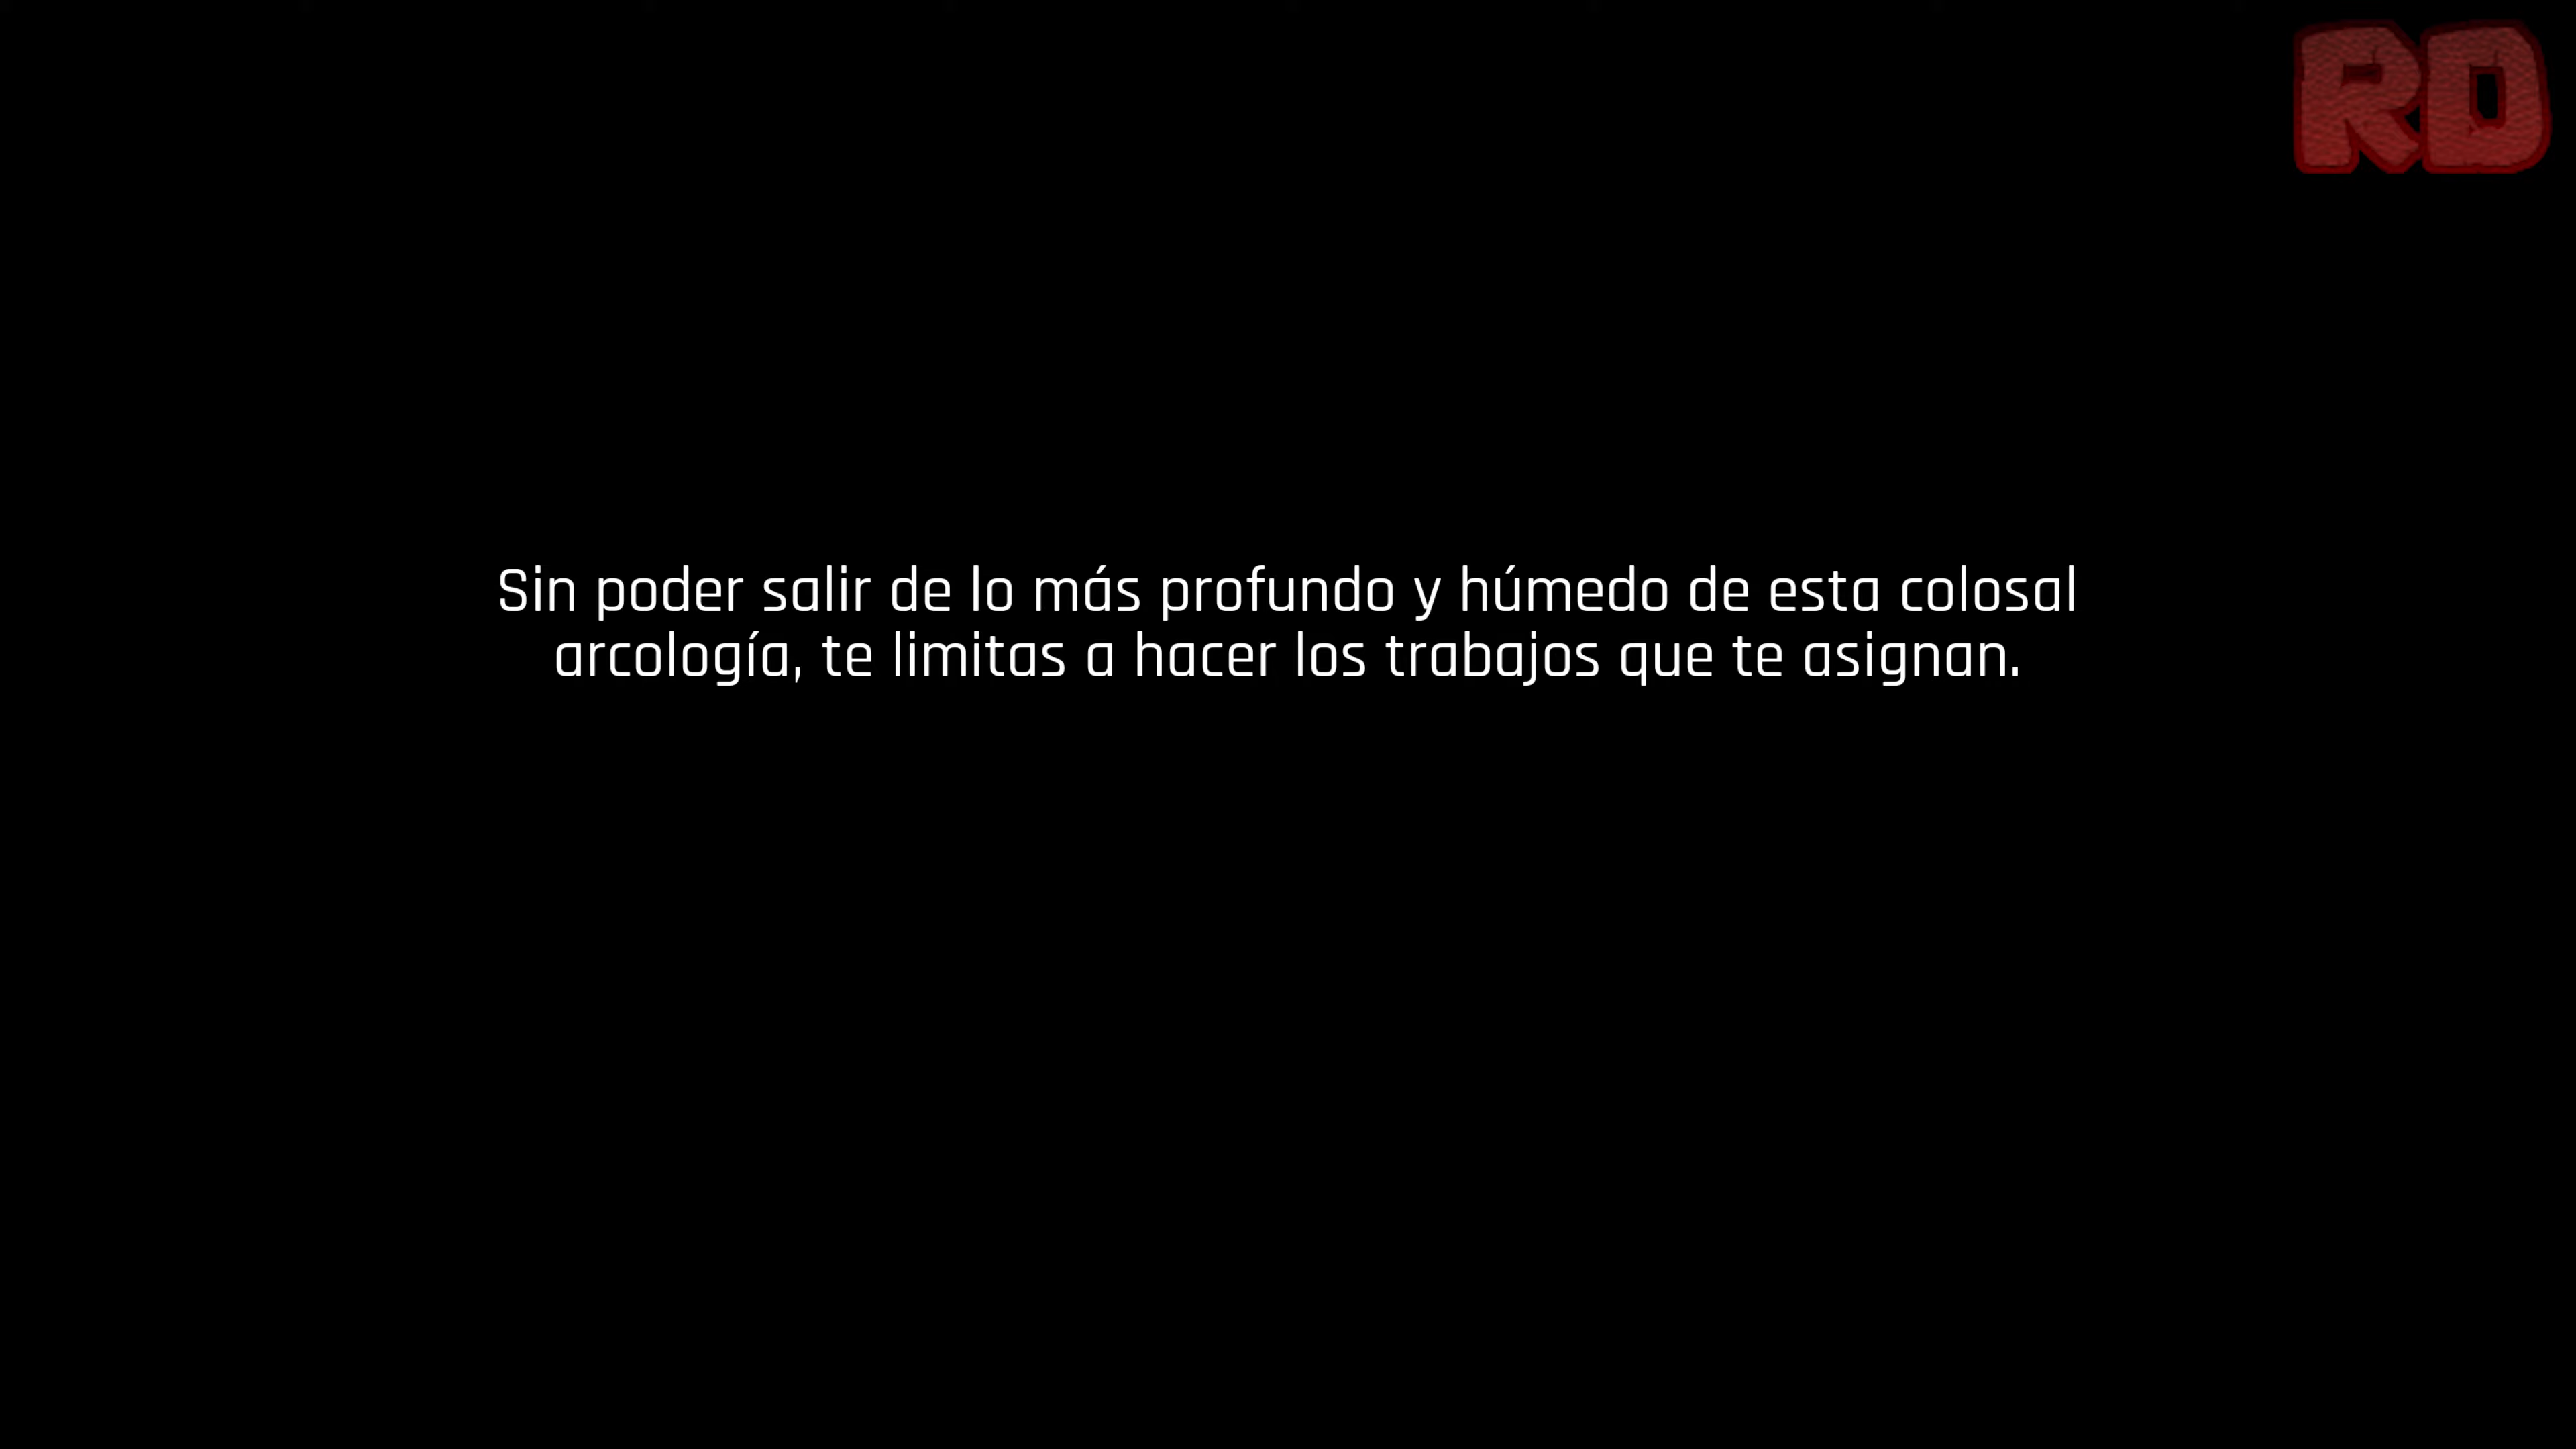 RD
Sin poder salir de lo más profundo y húmedo de esta colosal
arcología, te limitas a hacer los trabajos que te asignan.